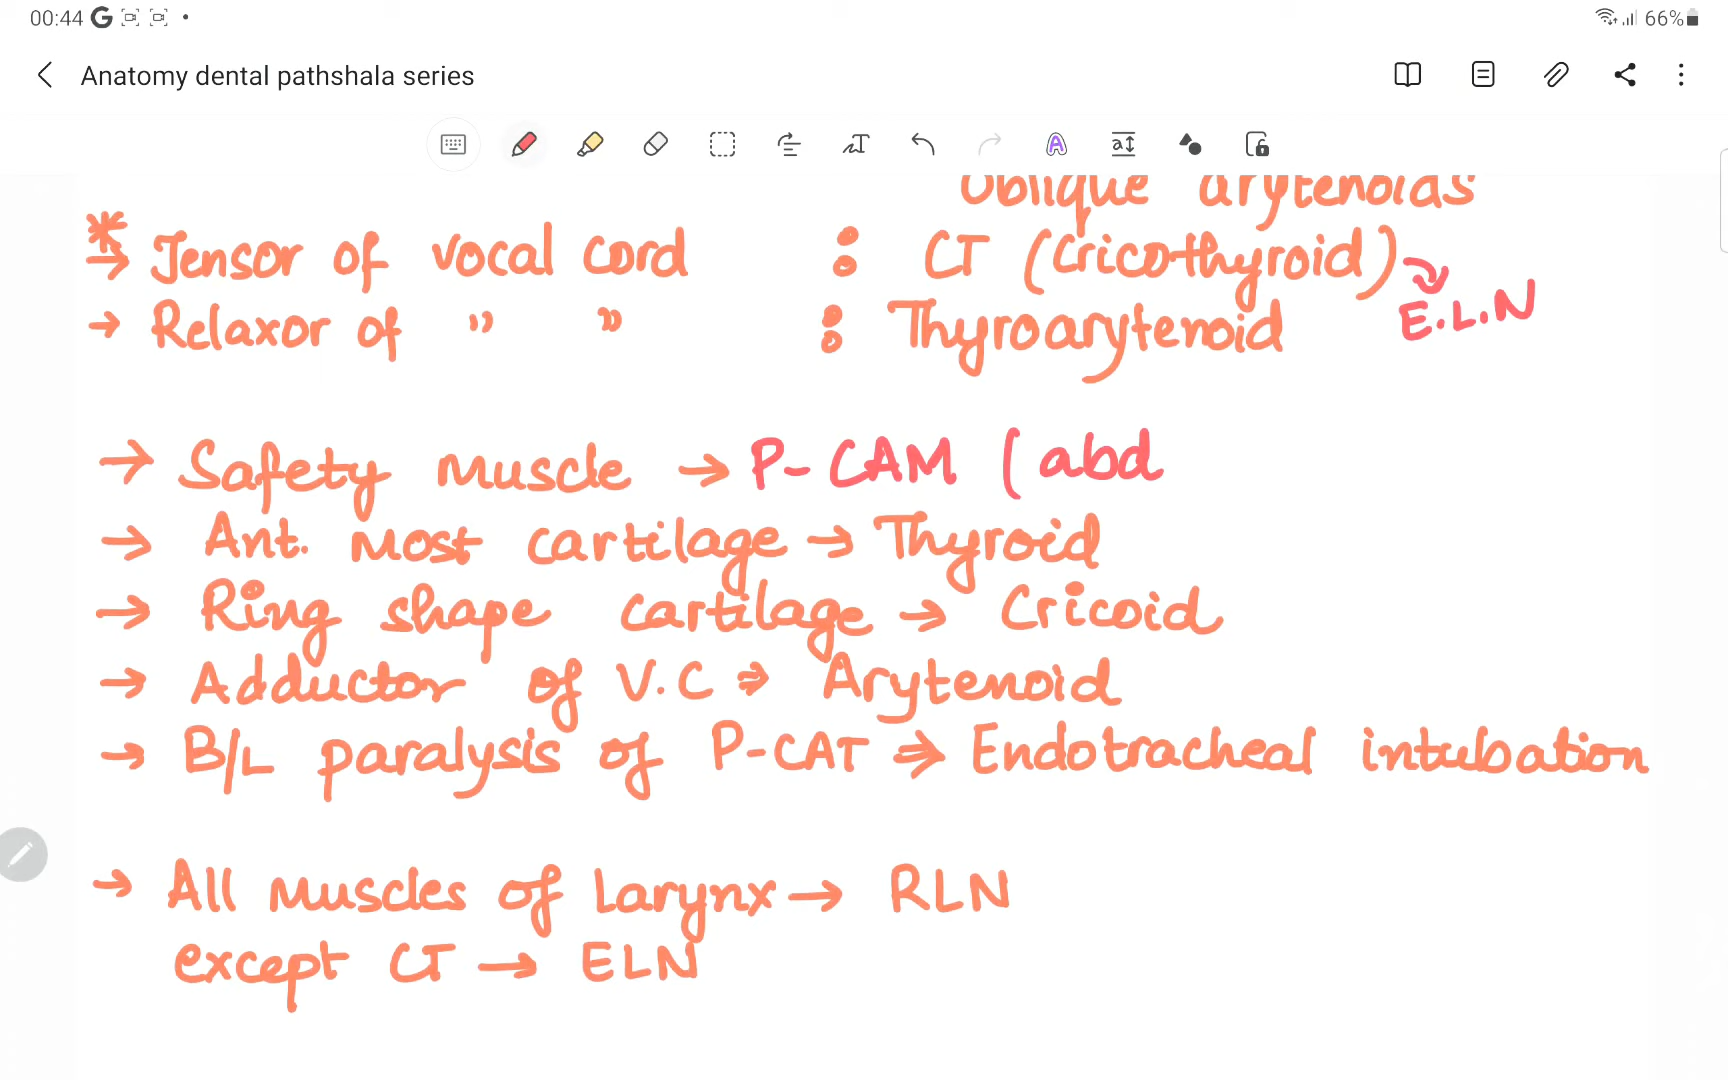 00:44 G 66%
Anatomy dental pathshala series
Oblique arytenoids
* → Tensor of vocal cord : CT (Cricothyroid) → E.L.N
→ Relaxor of " " : Thyroarytenoid
→ Safety Muscle → P-CAM (abd
→ Ant. Most cartilage → Thyroid
→ Ring shape cartilage → Cricoid
→ Adductor of V.C ⇒ Arytenoid
→ B/L paralysis of P-CAT ⇒ Endotracheal intubation
→ All Muscles of Larynx → RLN
except CT → ELN